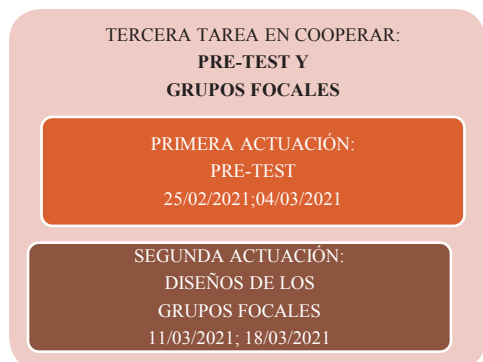 TERCERA TAREA EN COOPERAR:
PRE-TEST Y
GRUPOS FOCALES
PRIMERA ACTUACIÓN:
PRE-TEST
25/02/2021;04/03/2021
SEGUNDA ACTUACIÓN:
DISEÑOS DE LOS
GRUPOS FOCALES
11/03/2021; 18/03/2021